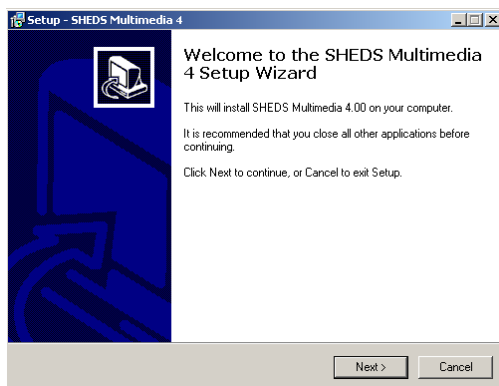 Setup - SHEDS Multimedia 4
Welcome to the SHEDS Multimedia
4 Setup Wizard
This will install SHEDS Multimedia 4.00 on your computer.
It is recommended that you close all other applications before
continuing.
Click Next to continue, or Cancel to exit Setup.
Next >
Cancel